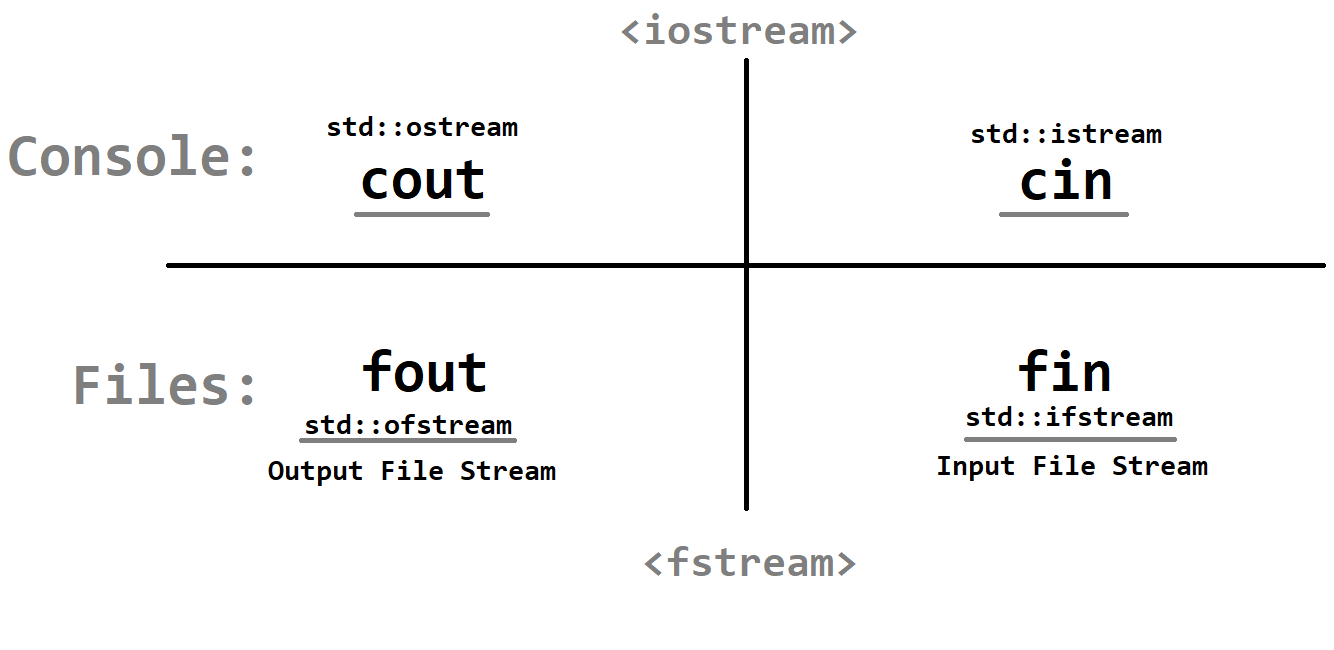 <iostream>
Console:
std::ostream
cout
std::istream
cin
Files:
fout
std::ofstream
Output File Stream
fin
std::ifstream
Input File Stream
<fstream>